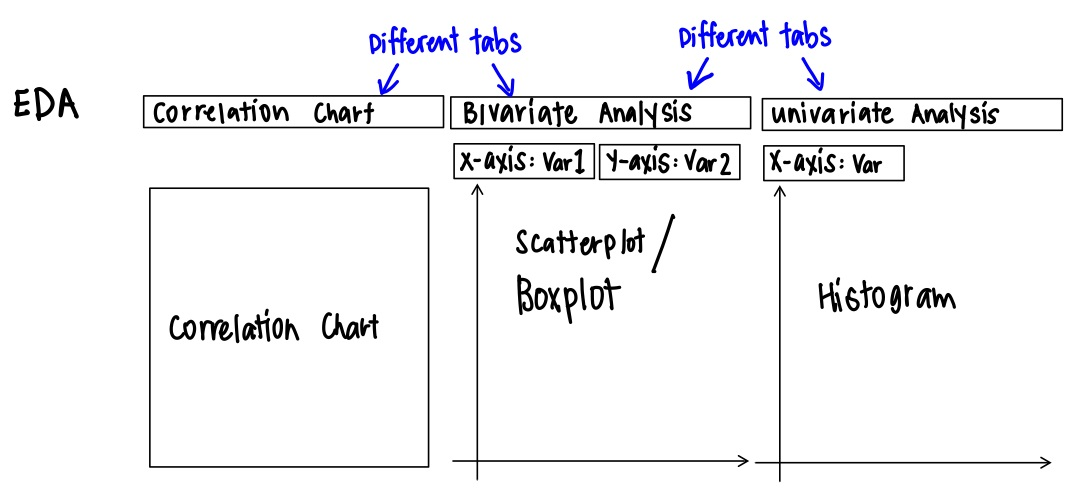 Different tabs
Different tabs
EDA
Correlation Chart
BIvariate Analysis
univariate Analysis
X-axis: Var1
Y-axis: Var2
X-axis: Var
Scatterplot /
Boxplot
Correlation Chart
Histogram